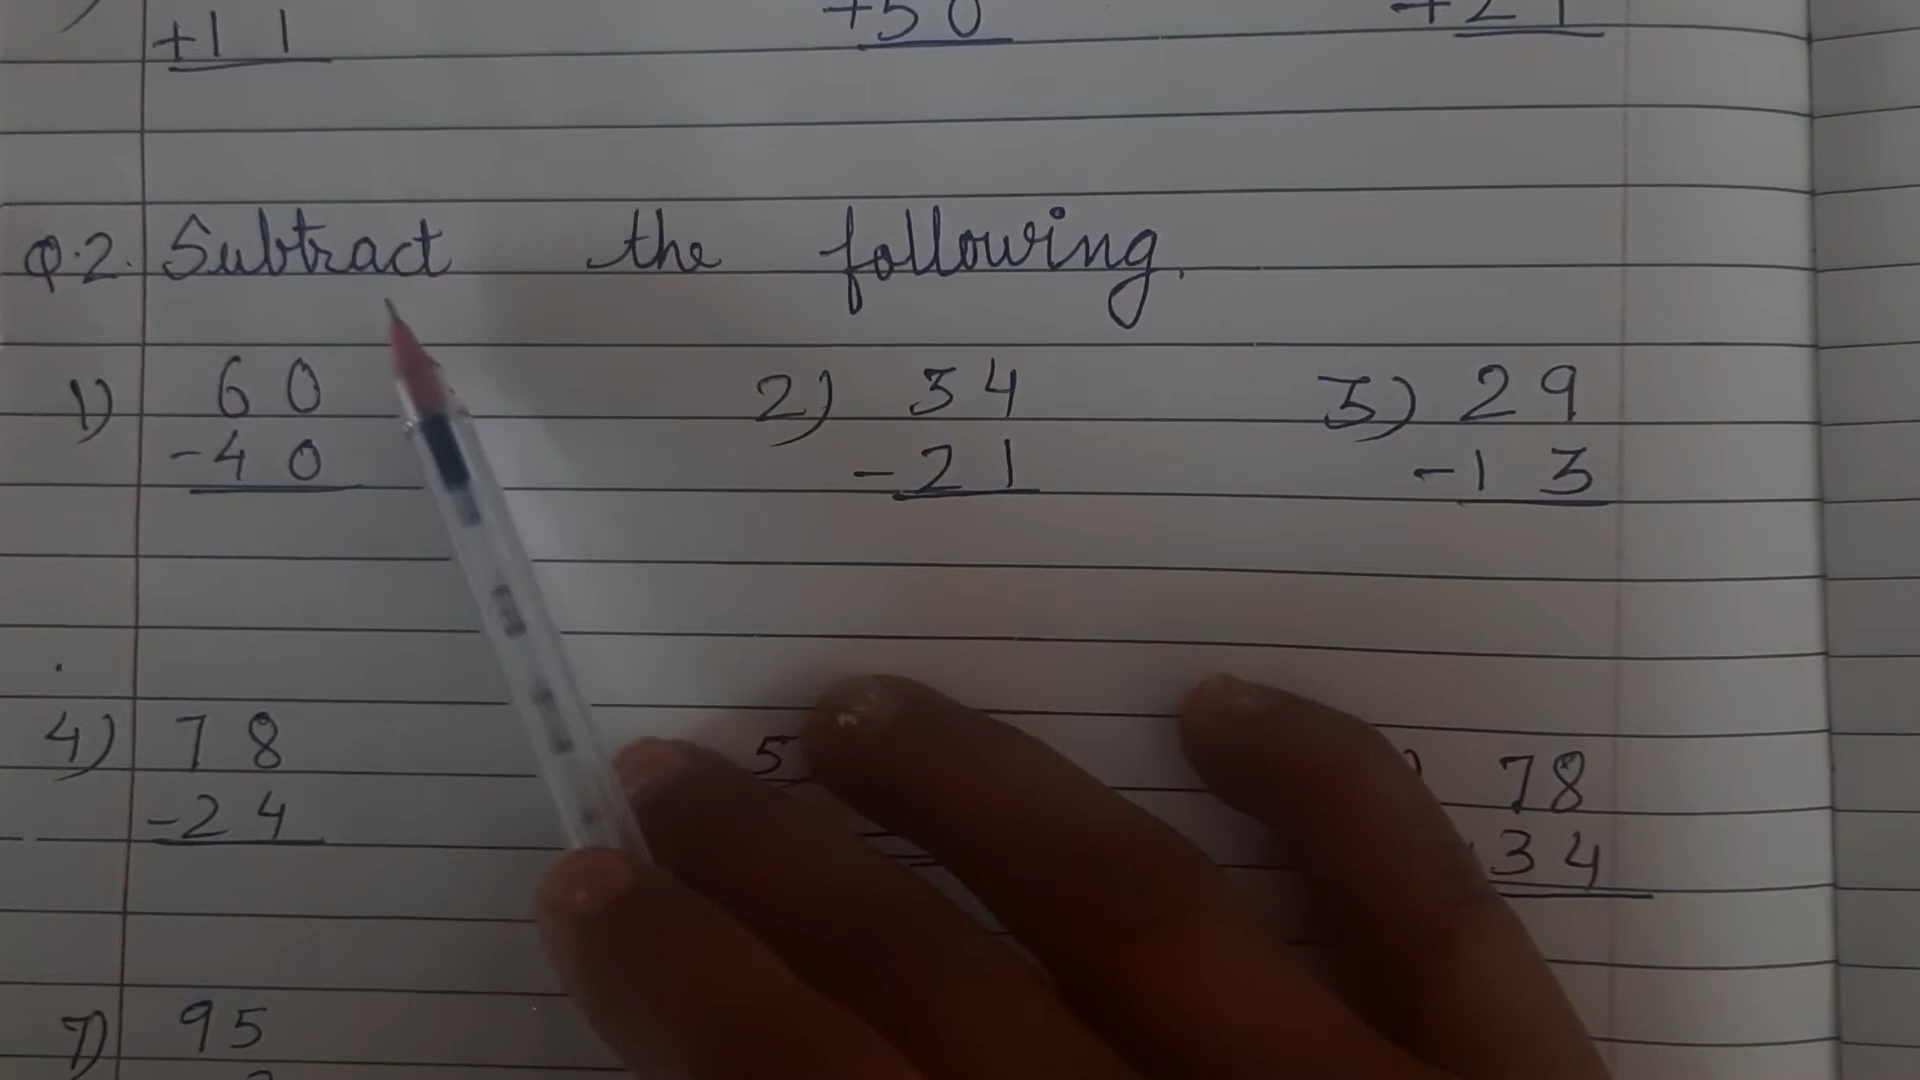 +11 +50 +21
Q.2. Subtract the following.
1) 60 2) 34 3) 29
-40 -21 -13
4) 78 5) 78
-24 34
7) 95